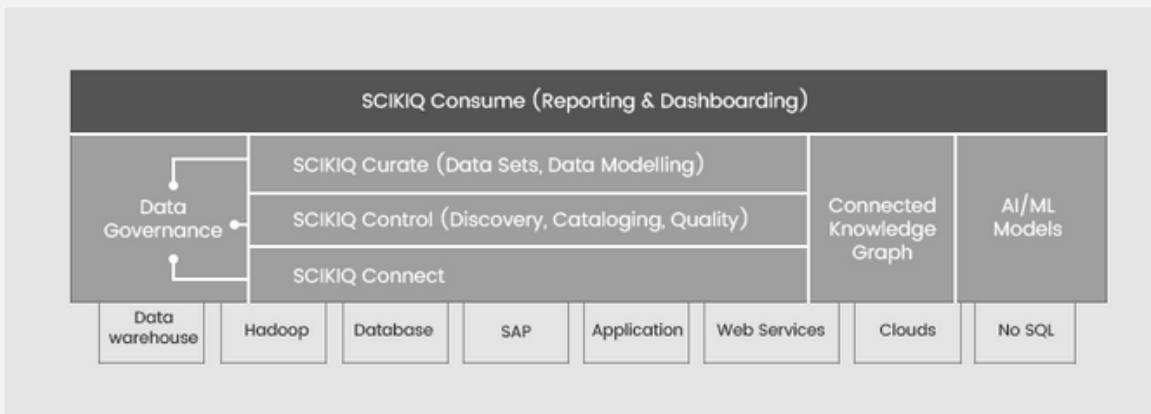 SCIKIQ Consume (Reporting & Dashboarding)
SCIKIQ Curate (Data Sets, Data Modelling)
Data
Governance
SCIKIQ Control (Discovery, Cataloging, Quality)
SCIKIQ Connect
Connected
Knowledge
Graph
AI/ML
Models
Data
warehouse
Hadoop
Database
SAP
Application
Web Services
Clouds
No SQL